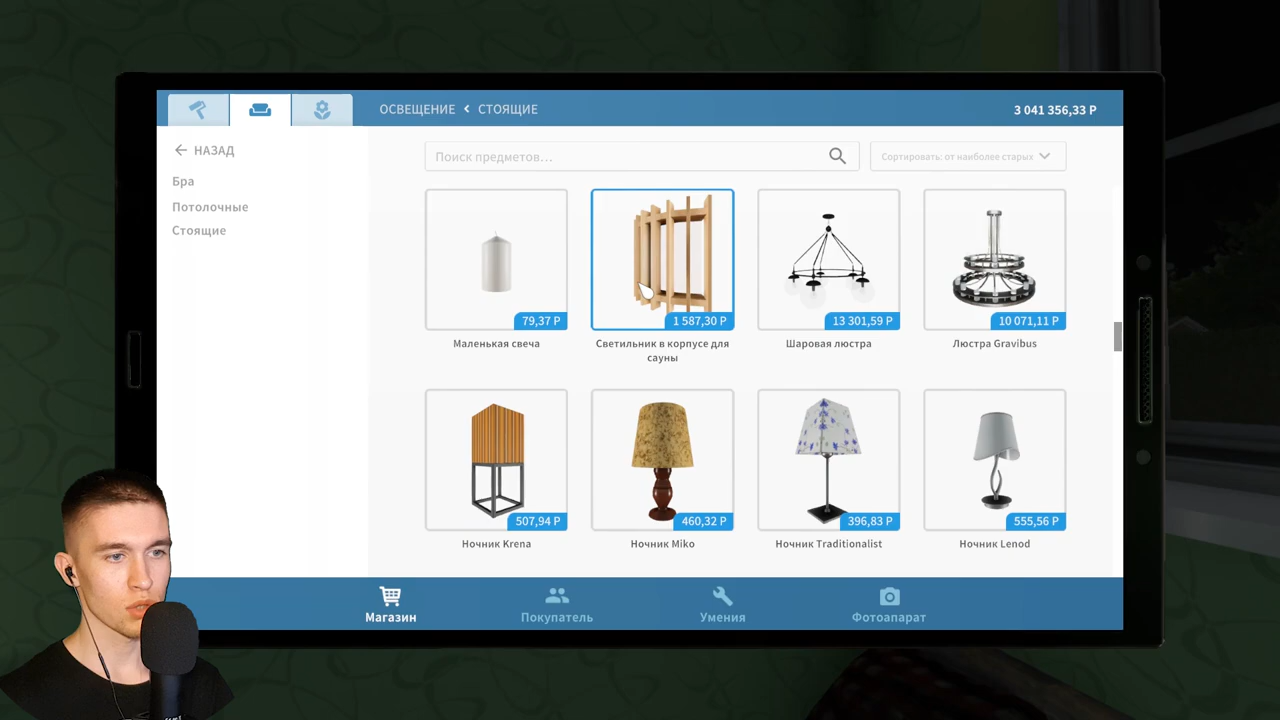 ОСВЕЩЕНИЕ < СТОЯЩИЕ
3 041 356,33 Р
НАЗАД
Бра
Потолочные
Стоящие
Поиск предметов...
Сортировать: от наиболее старых
79,37 Р
1 587,30 Р
13 301,59 Р
10 071,11 Р
Маленькая свеча
Светильник в корпусе для
сауны
Шаровая люстра
Люстра Gravibus
507,94 Р
460,32 Р
396,83 Р
555,56 Р
Ночник Krena
Ночник Miko
Ночник Traditionalist
Ночник Lenod
Магазин
Покупатель
Умения
Фотоаппарат